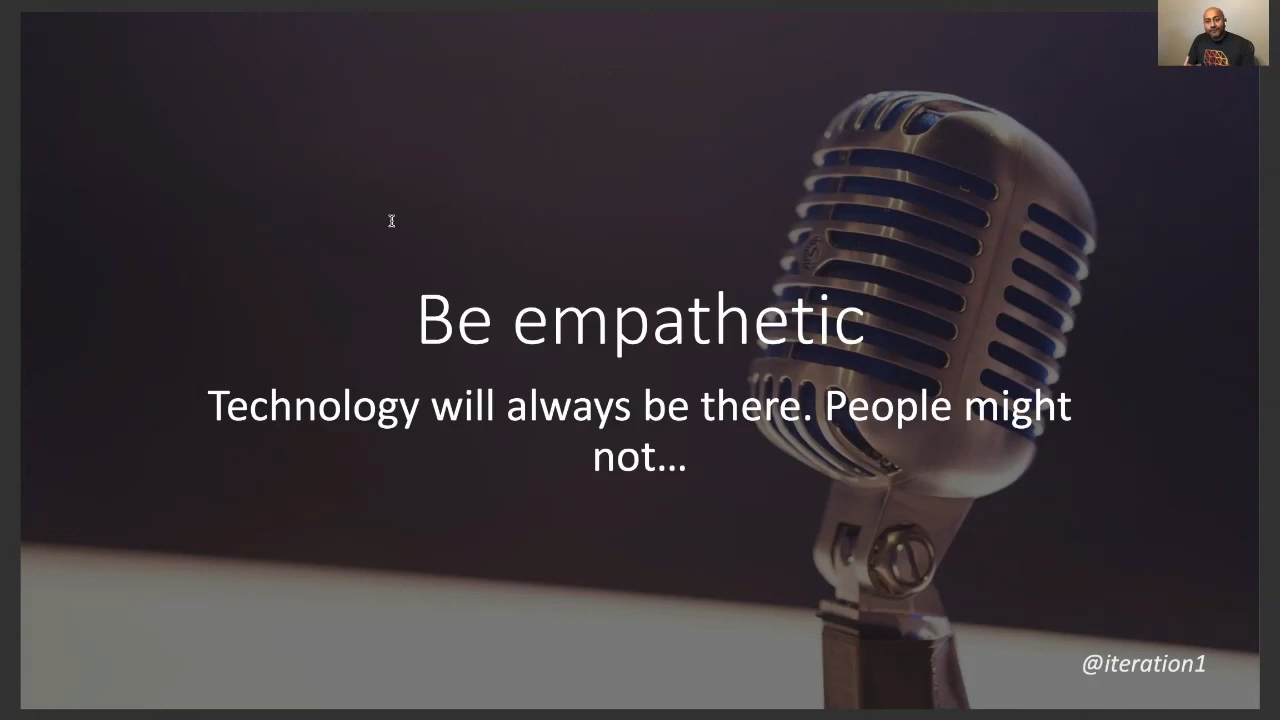 Be empathetic
Technology will always be there. People might
not...
@iteration1